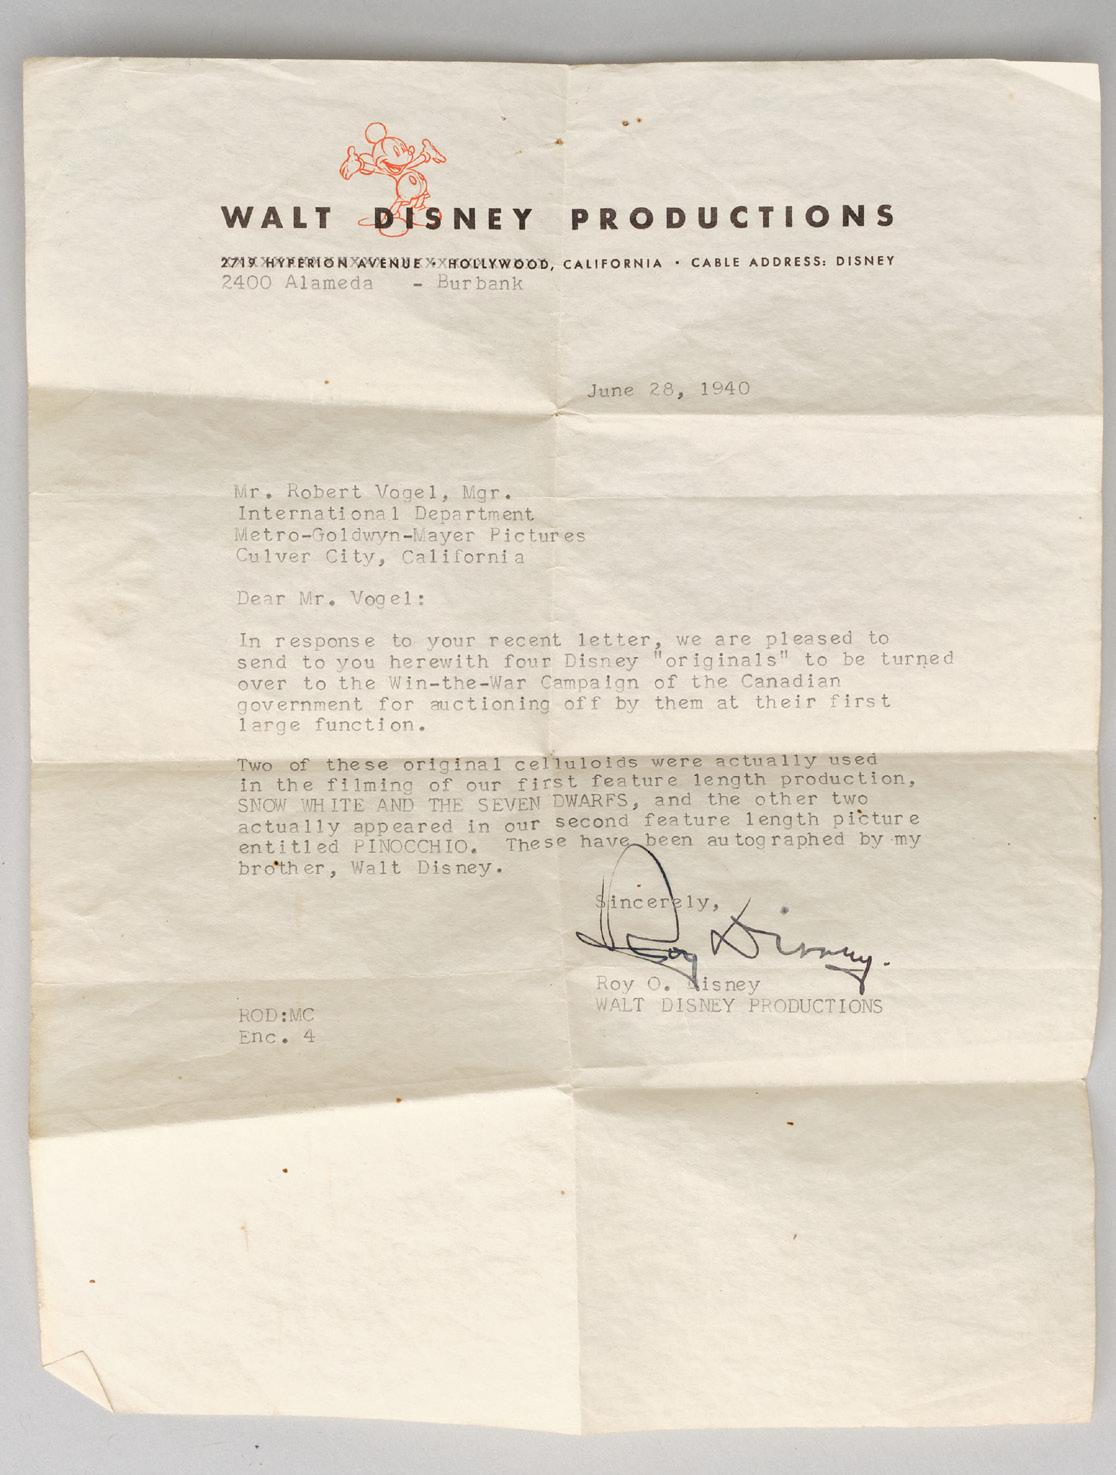 WALT DISNEY PRODUCTIONS
2719 HYPERION AVENUE · HOLLYWOOD, CALIFORNIA · CABLE ADDRESS: DISNEY
2400 Alameda - Burbank
June 28, 1940
Mr. Robert Vogel, Mgr.
International Department
Metro-Goldwyn-Mayer Pictures
Culver City, California
Dear Mr. Vogel:
In response to your recent letter, we are pleased to
send to you herewith four Disney "originals" to be turned
over to the Win-the-War Campaign of the Canadian
government for auctioning off by them at their first
large function.
Two of these original celluloids were actually used
in the filming of our first feature length production,
SNOW WHITE AND THE SEVEN DWARFS, and the other two
actually appeared in our second feature length picture
entitled PINOCCHIO. These have been autographed by my
brother, Walt Disney.
Sincerely,
Roy Disney.
Roy O. Disney
WALT DISNEY PRODUCTIONS
ROD:MC
Enc. 4